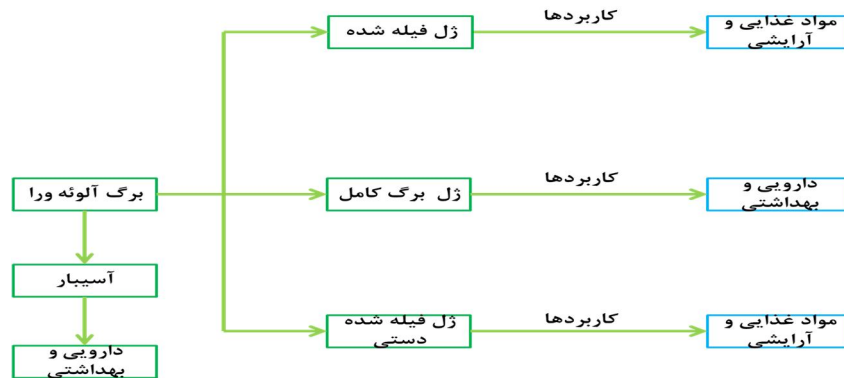 ژل فیله شده
کاربردها
مواد غذایی و
آرایشی
برگ آلوئه ورا
ژل برگ کامل
کاربردها
دارویی و
بهداشتی
آسیبار
ژل فیله شده
دستی
کاربردها
مواد غذایی و
آرایشی
دارویی و
بهداشتی